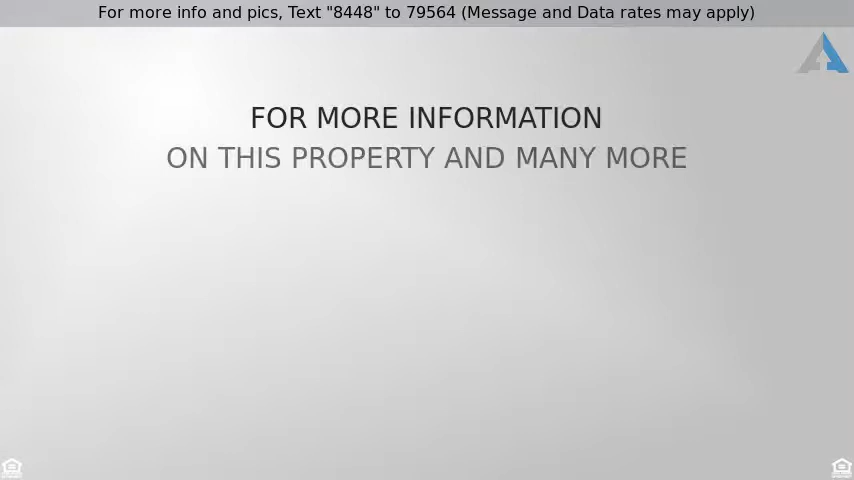 For more info and pics, Text "8448" to 79564 (Message and Data rates may apply)
FOR MORE INFORMATION
ON THIS PROPERTY AND MANY MORE